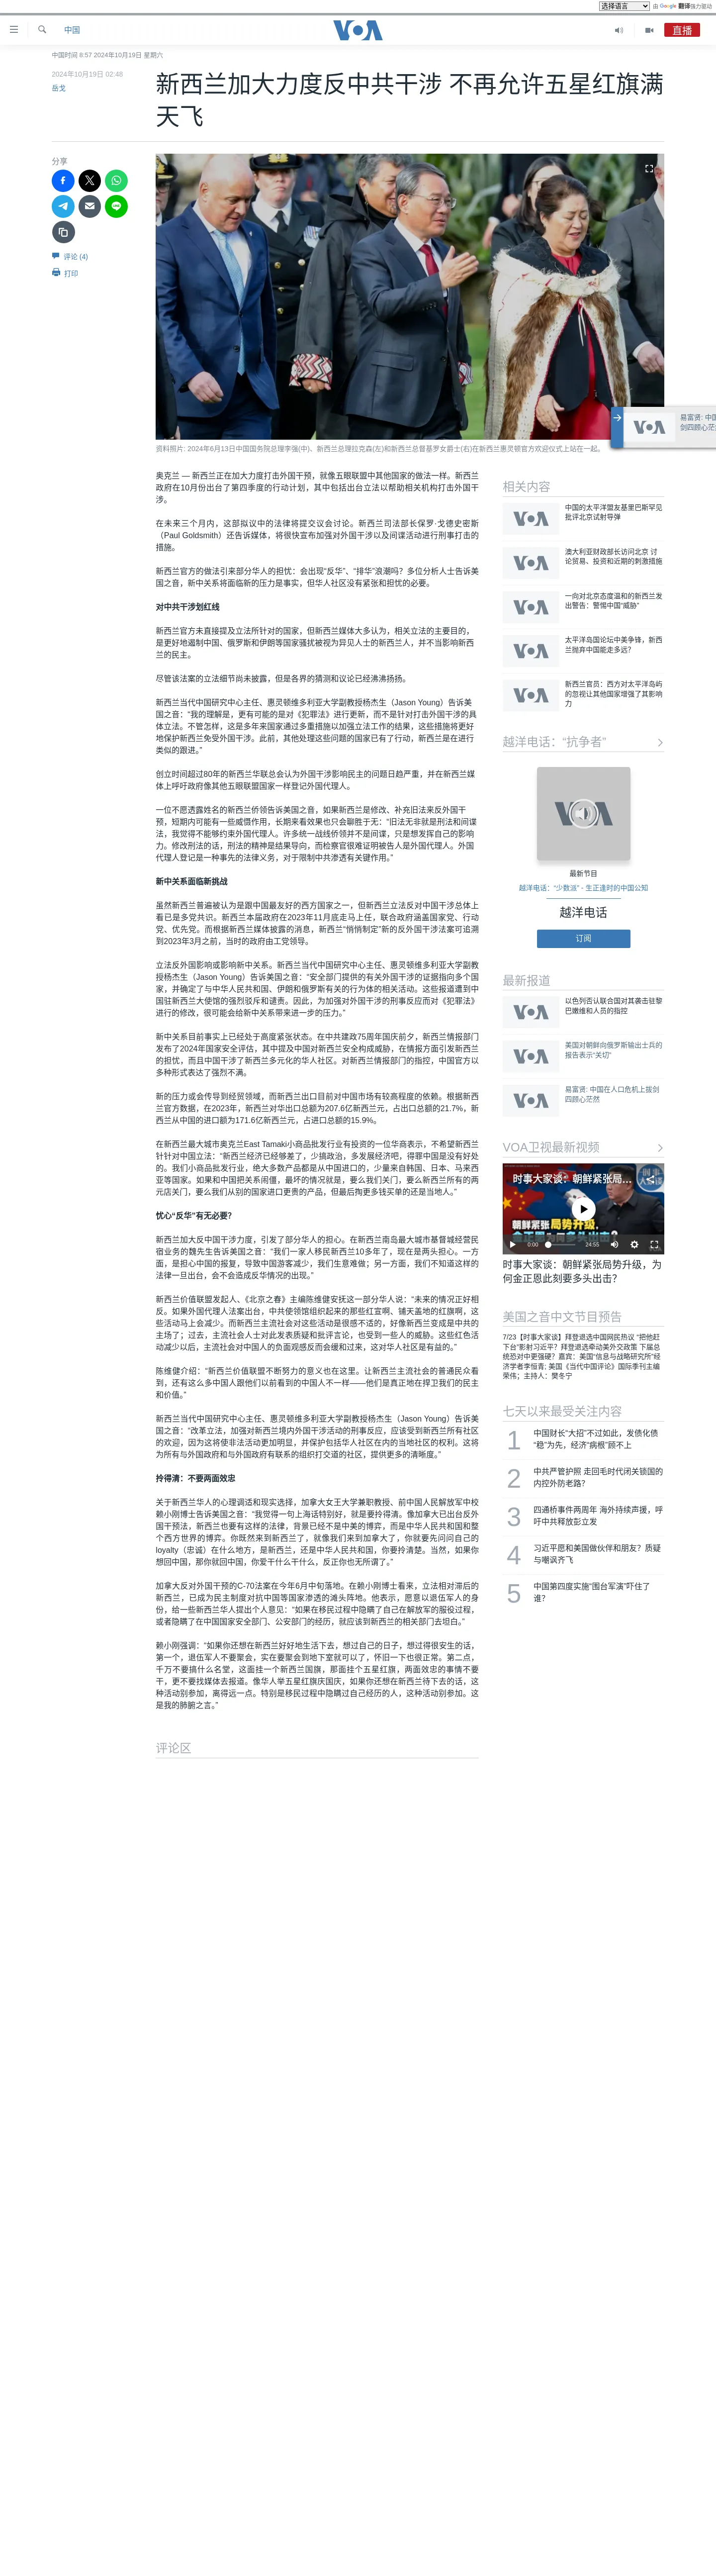 选择语言
由 Google 翻译强力驱动
中国
VOA
直播
中国时间 8:57 2024年10月19日 星期六
2024年10月19日 02:48
岳戈
新西兰加大力度反中共干涉 不再允许五星红旗满
天飞
分享
评论 (4)
打印
资料照片: 2024年6月13日中国国务院总理李强(中)、新西兰总理拉克森(左)和新西兰总督基罗女爵士(右)在新西兰惠灵顿官方欢迎仪式上站在一起。
易富贤: 中国
剑四顾心茫然
奥克兰 — 新西兰正在加大力度打击外国干预，就像五眼联盟中其他国家的做法一样。新西兰
政府在10月份出台了第四季度的行动计划，其中包括出台立法以帮助相关机构打击外国干
涉。
在未来三个月内，这部拟议中的法律将提交议会讨论。新西兰司法部长保罗·戈德史密斯
（Paul Goldsmith）还告诉媒体，将很快宣布加强对外国干涉以及间谍活动进行刑事打击的
措施。
新西兰官方的做法引来部分华人的担忧：会出现“反华”、“排华”浪潮吗？多位分析人士告诉美
国之音，新中关系将面临新的压力是事实，但华人社区没有紧张和担忧的必要。
对中共干涉划红线
新西兰官方未直接提及立法所针对的国家，但新西兰媒体大多认为，相关立法的主要目的，
是更好地遏制中国、俄罗斯和伊朗等国家骚扰被视为异见人士的新西兰人，并不当影响新西
兰的民主。
尽管该法案的立法细节尚未披露，但是各界的猜测和议论已经沸沸扬扬。
新西兰当代中国研究中心主任、惠灵顿维多利亚大学副教授杨杰生（Jason Young）告诉美
国之音：“我的理解是，更有可能的是对《犯罪法》进行更新，而不是针对打击外国干涉的具
体立法。不管怎样，这是多年来国家通过多重措施以加强立法工作的结果，这些措施将更好
地保护新西兰免受外国干涉。此前，其他处理这些问题的国家已有了行动，新西兰是在进行
类似的跟进。”
创立时间超过80年的新西兰华联总会认为外国干涉影响民主的问题日趋严重，并在新西兰媒
体上呼吁政府像其他五眼联盟国家一样登记外国代理人。
一位不愿透露姓名的新西兰侨领告诉美国之音，如果新西兰是修改、补充旧法来反外国干
预，短期内可能有一些威慑作用，长期来看效果也只会聊胜于无：“旧法无非就是刑法和间谍
法，我觉得不能够约束外国代理人。许多统一战线侨领并不是间谍，只是想发挥自己的影响
力。修改刑法的话，刑法的精神是结果导向，而检察官很难证明被告人是外国代理人。外国
代理人登记是一种事先的法律义务，对于限制中共渗透有关键作用。”
新中关系面临新挑战
虽然新西兰普遍被认为是跟中国最友好的西方国家之一，但新西兰立法反对中国干涉总体上
看已是多党共识。新西兰本届政府在2023年11月底走马上任，联合政府涵盖国家党、行动
党、优先党。而根据新西兰媒体披露的消息，新西兰“悄悄制定”新的反外国干涉法案可追溯
到2023年3月之前，当时的政府由工党领导。
立法反外国影响或影响新中关系。新西兰当代中国研究中心主任、惠灵顿维多利亚大学副教
授杨杰生（Jason Young）告诉美国之音：“安全部门提供的有关外国干涉的证据指向多个国
家，并确定了与中华人民共和国、伊朗和俄罗斯有关的行为体的相关活动。这些报道遭到中
国驻新西兰大使馆的强烈驳斥和谴责。因此，为加强对外国干涉的刑事反应而对《犯罪法》
进行的修改，很可能会给新中关系带来进一步的压力。”
新中关系目前事实上已经处于高度紧张状态。在中共建政75周年国庆前夕，新西兰情报部门
发布了2024年国家安全评估，其中提及中国对新西兰安全构成威胁，在情报方面引发新西兰
的担忧，而且中国干涉了新西兰多元化的华人社区。对新西兰情报部门的指控，中国官方以
多种形式表达了强烈不满。
新的压力或会传导到经贸领域，而新西兰出口目前对中国市场有较高程度的依赖。根据新西
兰官方数据，在2023年，新西兰对华出口总额为207.6亿新西兰元，占出口总额的21.7%，新西
兰从中国的进口额为171.6亿新西兰元，占进口总额的15.9%。
在新西兰最大城市奥克兰East Tamaki小商品批发行业有投资的一位华商表示，不希望新西兰
针针对中国立法：“新西兰经济已经够差了，少搞政治，多发展经济吧，得罪中国是没有好处
的。我们小商品批发行业，绝大多数产品都是从中国进口的，少量来自韩国、日本、马来西
亚等国家。如果和中国把关系闹僵，最坏的情况就是，要么我们关门，要么新西兰所有的两
元店关门，要么我们从别的国家进口更贵的产品，但最后掏更多钱买单的还是当地人。”
忧心“反华”有无必要？
新西兰加大反中国干涉力度，引发了部分华人的担心。在新西兰南岛最大城市基督城经营民
宿业务的魏先生告诉美国之音：“我们一家人移民新西兰10多年了，现在是两头担心。一方
面，是担心中国的报复，导致中国游客减少，我们生意难做；另一方面，我们不知道这样的
法律一旦出台，会不会造成反华情况的出现。”
新西兰价值联盟发起人、《北京之春》主编陈维健安抚这一部分华人说：“未来的情况正好相
反。如果外国代理人法案出台，中共使领馆组织起来的那些红宣啊、铺天盖地的红旗啊，这
些活动马上会减少。而新西兰主流社会对这些活动是很感不适的，好像新西兰变成是中共的
主场了；过去，主流社会人士对此发表质疑和批评言论，也受到一些人的威胁。这些红色活
动减少以后，主流社会对中国人的负面观感反而会缓和过来，这对华人社区是有益的。”
陈维健介绍：“新西兰价值联盟不断努力的意义也在这里。让新西兰主流社会的普通民众看
到，还有这么多中国人跟他们以前看到的中国人不一样——他们是真正地在捍卫我们的民主
和价值。”
新西兰当代中国研究中心主任、惠灵顿维多利亚大学副教授杨杰生（Jason Young）告诉美
国之音：“改革立法，加强对新西兰境内外国干涉活动的刑事反应，应该受到新西兰所有社区
的欢迎，因为这将使非法活动更加明显，并保护包括华人社区在内的当地社区的权利。这将
为所有与外国政府和与外国政府有联系的组织打交道的社区，提供更多的清晰度。”
拎得清：不要两面效忠
关于新西兰华人的心理调适和现实选择，加拿大女王大学兼职教授、前中国人民解放军中校
赖小刚博士告诉美国之音：“我觉得一句上海话特别好，就是要拎得清。像加拿大已出台反外
国干预法，新西兰也要有这样的法律，背景已经不是中美的博弈，而是中华人民共和国和整
个西方世界的博弈。你既然来到新西兰了，就像我们来到加拿大了，你就要先问问自己的
loyalty（忠诚）在什么地方，是新西兰，还是中华人民共和国，你要拎清楚。当然，如果你
想回中国，那你就回中国，你爱干什么干什么，反正你也无所谓了。”
加拿大反对外国干预的C-70法案在今年6月中旬落地。在赖小刚博士看来，立法相对滞后的
新西兰，已成为民主制度对抗中国等国家渗透的滩头阵地。他表示，愿意以退伍军人的身
份，给一些新西兰华人提出个人意见：“如果在移民过程中隐瞒了自己在解放军的服役过程，
或者隐瞒了在中国国家安全部门、公安部门的经历，就应该到新西兰的相关部门去坦白。”
赖小刚强调：“如果你还想在新西兰好好地生活下去，想过自己的日子，想过得很安生的话，
第一个，退伍军人不要聚会，实在要聚会到地下室就可以了，怀旧一下也很正常。第二点，
千万不要搞什么名堂，这面挂一个新西兰国旗，那面挂个五星红旗，两面效忠的事情不要
干，更不要找媒体去报道。像华人举五星红旗庆国庆，如果你还想在新西兰待下去的话，这
种活动别参加，离得远一点。特别是移民过程中隐瞒过自己经历的人，这种活动别参加。这
是我的肺腑之言。”
评论区
相关内容
中国的太平洋盟友基里巴斯罕见
批评北京试射导弹
澳大利亚财政部长访问北京 讨
论贸易、投资和近期的刺激措施
一向对北京态度温和的新西兰发
出警告：警惕中国“威胁”
太平洋岛国论坛中美争锋，新西
兰抛弃中国能走多远?
新西兰官员：西方对太平洋岛屿
的忽视让其他国家增强了其影响
力
越洋电话：“抗争者”
最新节目
越洋电话：“少数派” - 生正逢时的中国公知
越洋电话
订阅
最新报道
以色列否认联合国对其袭击驻黎
巴嫩维和人员的指控
美国对朝鲜向俄罗斯输出士兵的
报告表示“关切”
易富贤: 中国在人口危机上拔剑
四顾心茫然
VOA卫视最新视频
时事大家谈：朝鲜紧张局...
朝鲜紧张局势升级，
0:00
24:55
时事大家谈：朝鲜紧张局势升级，为
何金正恩此刻要多头出击?
美国之音中文节目预告
7/23【时事大家谈】拜登退选中国网民热议 “把他赶
下台”影射习近平？拜登退选牵动美外交政策 下届总
统恐对中更强硬？嘉宾：美国“信息与战略研究所”经
济学者李恒青; 美国《当代中国评论》国际季刊主编
荣伟；主持人：樊冬宁
七天以来最受关注内容
1
中国财长“大招”不过如此，发债化债
“稳”为先，经济“病根”顾不上
2
中共严管护照 走回毛时代闭关锁国的
内控外防老路?
3
四通桥事件两周年 海外持续声援，呼
吁中共释放彭立发
4
习近平愿和美国做伙伴和朋友？质疑
与嘲讽齐飞
5
中国第四度实施“围台军演”吓住了
谁?